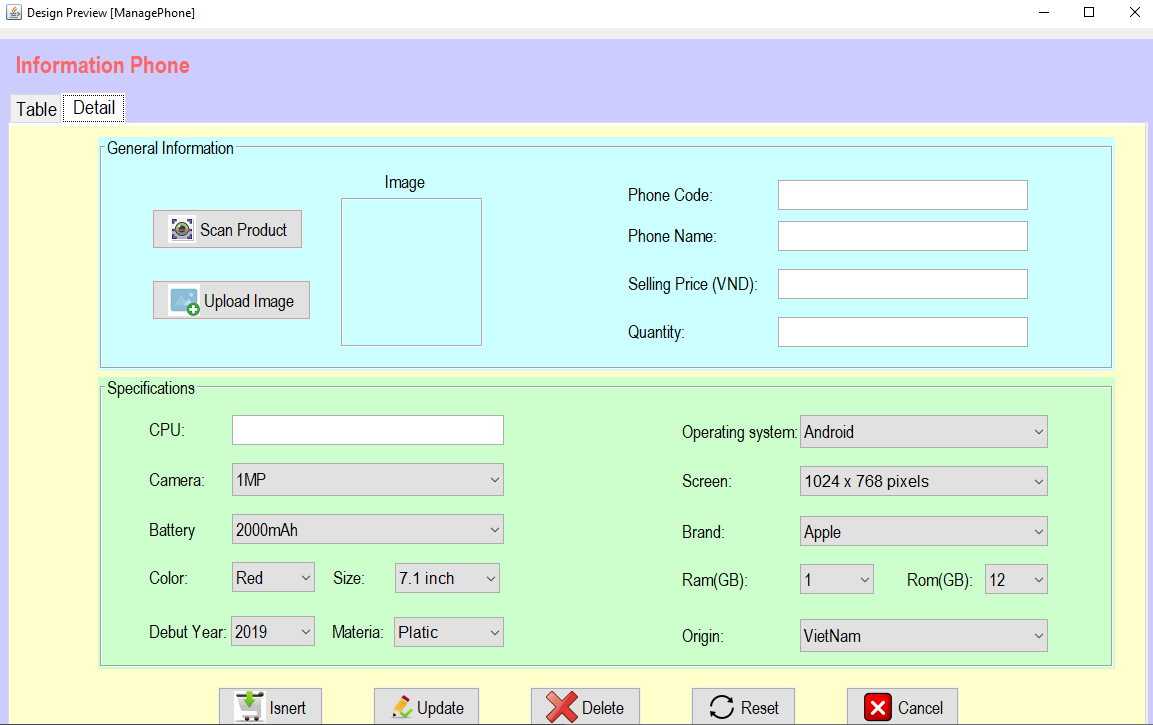 Design Preview [ManagePhone]
Information Phone
Table Detail
General Information
Image
Scan Product
Upload Image
Phone Code:
Phone Name:
Selling Price (VND):
Quantity:
Specifications
CPU:
Operating system: Android
Camera: 1MP
Screen: 1024 x 768 pixels
Battery 2000mAh
Brand: Apple
Color: Red Size: 7.1 inch
Ram(GB): 1 Rom(GB): 12
Debut Year: 2019 Materia: Platic
Origin: VietNam
Isnert Update Delete Reset Cancel